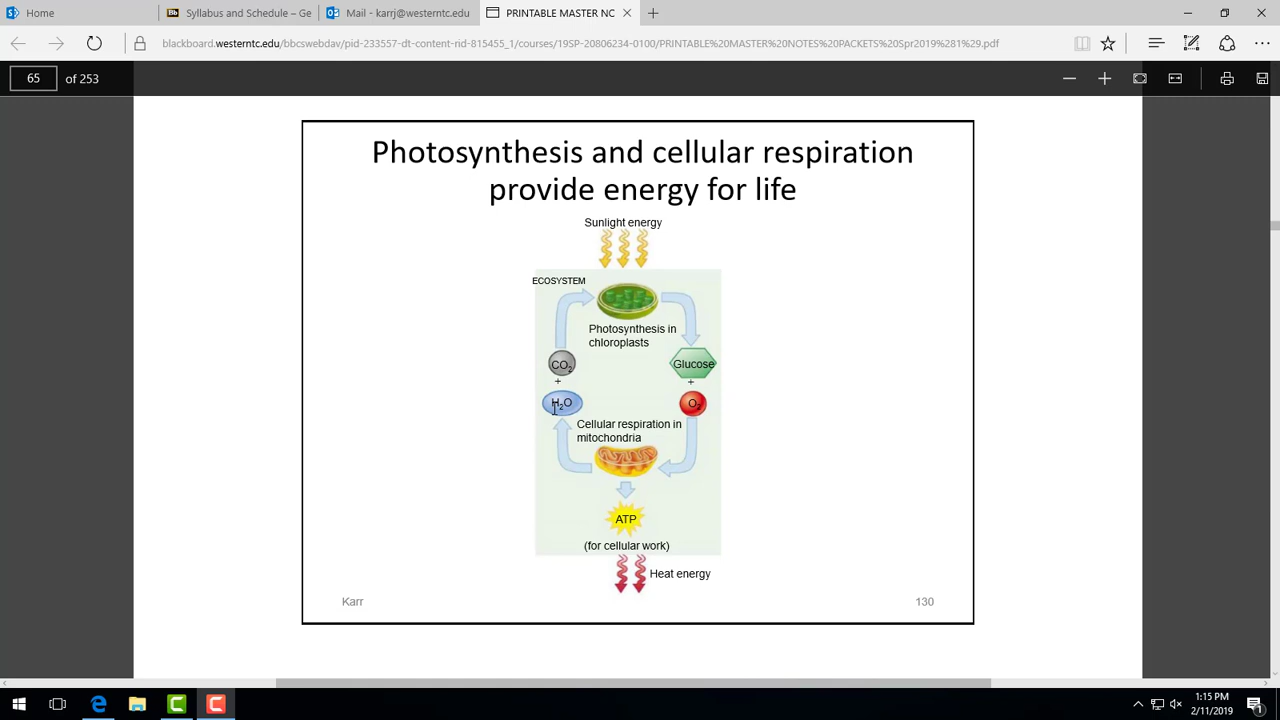 Home
Syllabus and Schedule – Ge
Mail - karrj@westerntc.edu
PRINTABLE MASTER NC
blackboard.westerntc.edu/bbcswebdav/pid-233557-dt-content-rid-815455_1/courses/19SP-20806234-0100/PRINTABLE%20MASTER%20NOTES%20PACKETS%20Spr2019%281%29.pdf
65 of 253
Photosynthesis and cellular respiration
provide energy for life
Sunlight energy
ECOSYSTEM
Photosynthesis in
chloroplasts
CO₂
+
H₂O
Glucose
+
O₂
Cellular respiration in
mitochondria
ATP
(for cellular work)
Heat energy
Karr
130
1:15 PM
2/11/2019